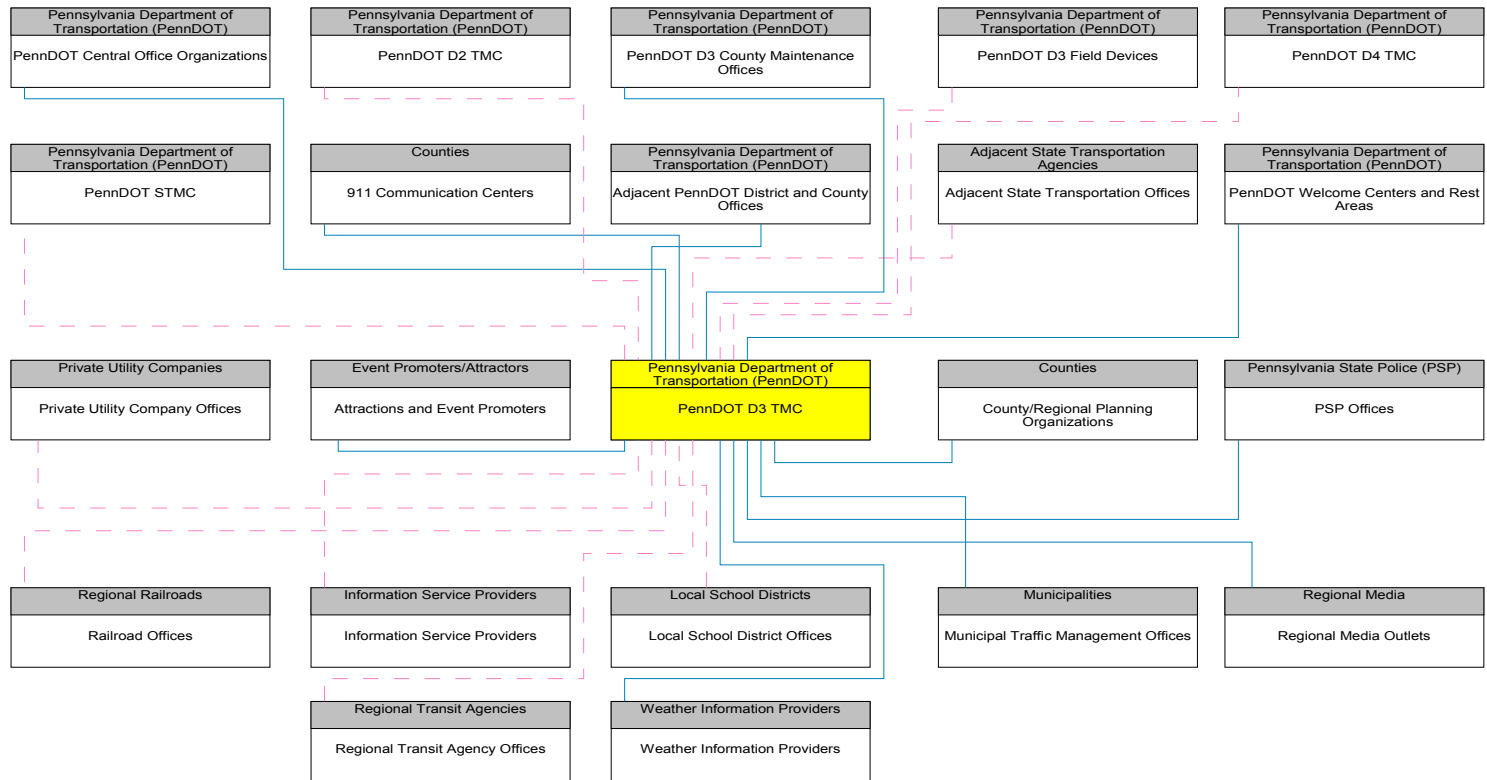 Pennsylvania Department of
Transportation (PennDOT)
PennDOT Central Office Organizations
Pennsylvania Department of
Transportation (PennDOT)
PennDOT D2 TMC
Pennsylvania Department of
Transportation (PennDOT)
PennDOT D3 County Maintenance
Offices
Pennsylvania Department of
Transportation (PennDOT)
PennDOT D3 Field Devices
Pennsylvania Department of
Transportation (PennDOT)
PennDOT D4 TMC
Pennsylvania Department of
Transportation (PennDOT)
PennDOT STMC
Counties
911 Communication Centers
Pennsylvania Department of
Transportation (PennDOT)
Adjacent PennDOT District and County
Offices
Adjacent State Transportation
Agencies
Adjacent State Transportation Offices
Pennsylvania Department of
Transportation (PennDOT)
PennDOT Welcome Centers and Rest
Areas
Private Utility Companies
Private Utility Company Offices
Event Promoters/Attractors
Attractions and Event Promoters
Pennsylvania Department of
Transportation (PennDOT)
PennDOT D3 TMC
Counties
County/Regional Planning
Organizations
Pennsylvania State Police (PSP)
PSP Offices
Regional Railroads
Railroad Offices
Information Service Providers
Information Service Providers
Local School Districts
Local School District Offices
Municipalities
Municipal Traffic Management Offices
Regional Media
Regional Media Outlets
Regional Transit Agencies
Regional Transit Agency Offices
Weather Information Providers
Weather Information Providers